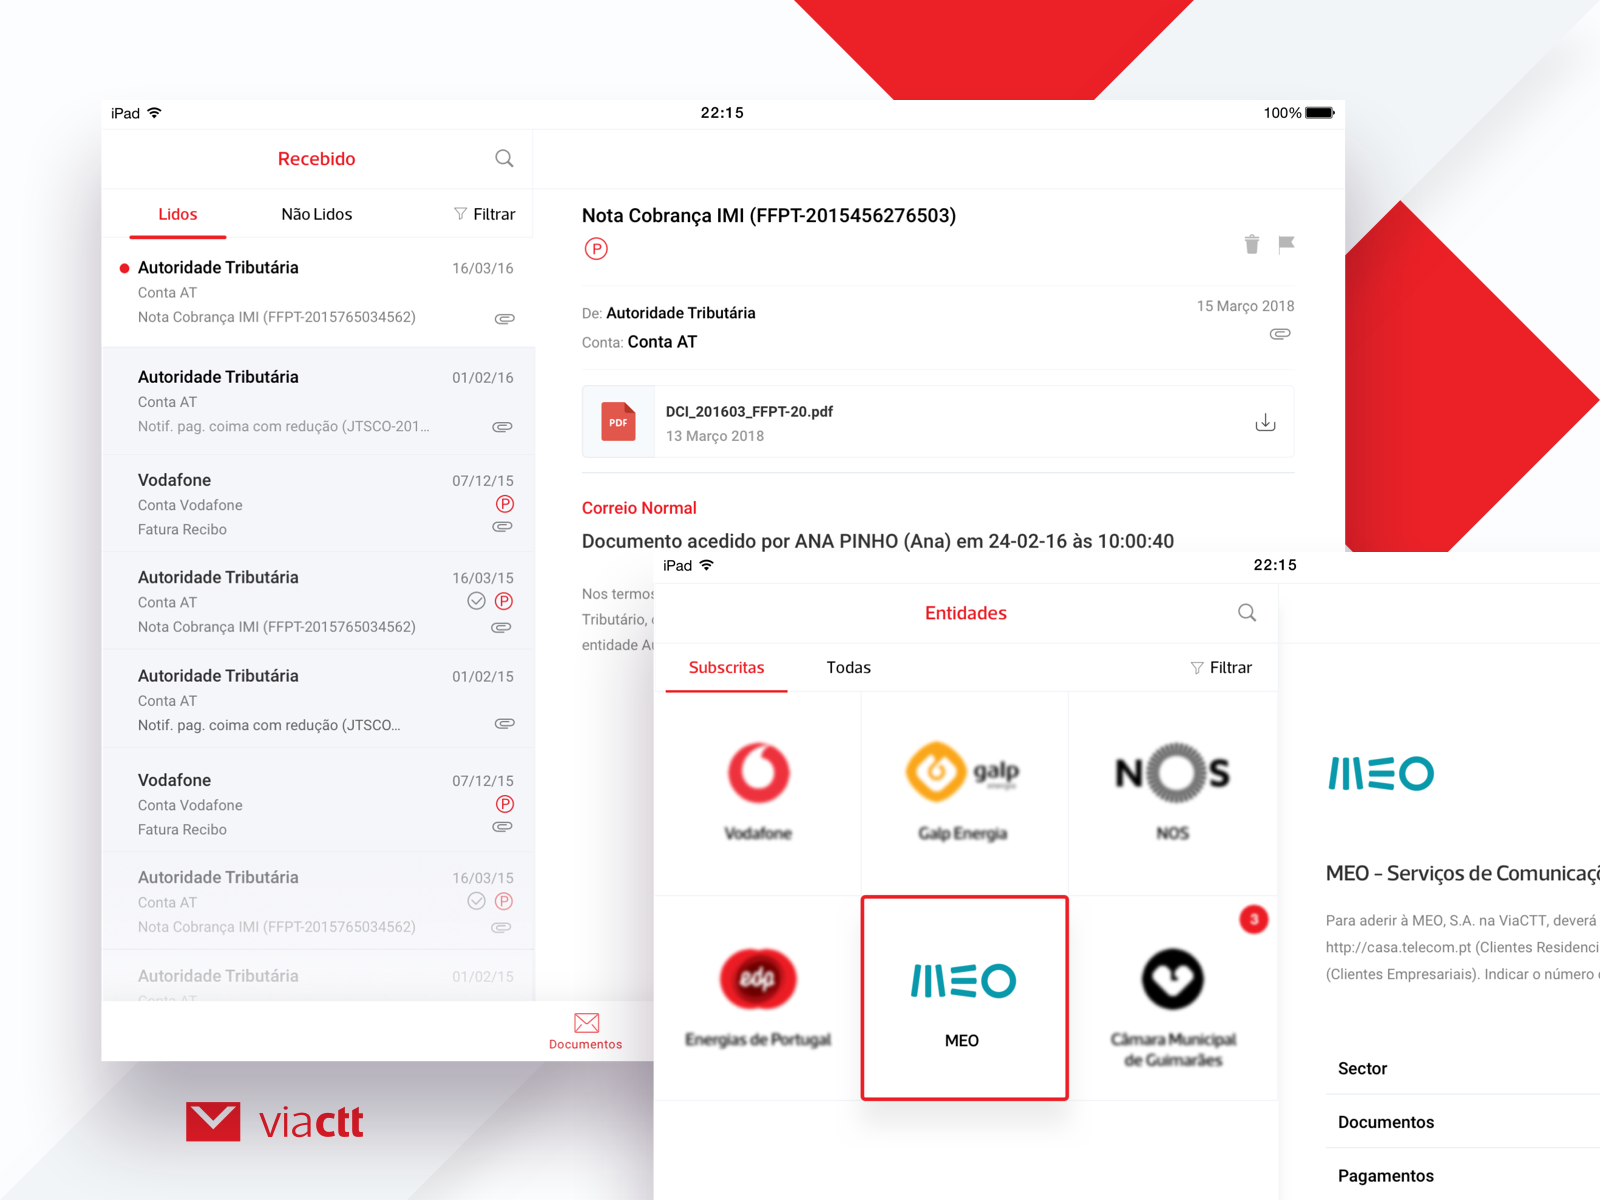 iPad
22:15
100%
Recebido
Lidos
Não Lidos
Filtrar
Autoridade Tributária
16/03/16
Conta AT
Nota Cobrança IMI (FFPT-2015765034562)
Autoridade Tributária
01/02/16
Conta AT
Notif. pag. coima com redução (JTSCO-201...
Vodafone
07/12/15
Conta Vodafone
P
Fatura Recibo
Autoridade Tributária
16/03/15
Conta AT
P
Nota Cobrança IMI (FFPT-2015765034562)
Autoridade Tributária
01/02/15
Conta AT
Notif. pag. coima com redução (JTSCO...
Vodafone
07/12/15
Conta Vodafone
P
Fatura Recibo
Autoridade Tributária
16/03/15
Conta AT
P
Nota Cobrança IMI (FFPT-2015765034562)
Autoridade Tributária
01/02/15
Conta AT
Nota Cobrança IMI (FFPT-2015456276503)
P
De: Autoridade Tributária
15 Março 2018
Conta: Conta AT
PDF
DCI_201603_FFPT-20.pdf
13 Março 2018
Correio Normal
Documento acedido por ANA PINHO (Ana) em 24-02-16 às 10:00:40
Nos termos
Tributário,
entidade
Documentos
iPad
22:15
Entidades
Subscritas
Todas
Filtrar
Vodafone
galp
energia
Galp Energia
NOS
NOS
edp
Energias de Portugal
MEO
MEO
3
Câmara Municipal
de Guimarães
MEO
MEO - Serviços de Comunicaç
Para aderir à MEO, S.A. na ViaCTT, deverá
http://casa.telecom.pt (Clientes Residenci
(Clientes Empresariais). Indicar o número
Sector
Documentos
Pagamentos
viactt